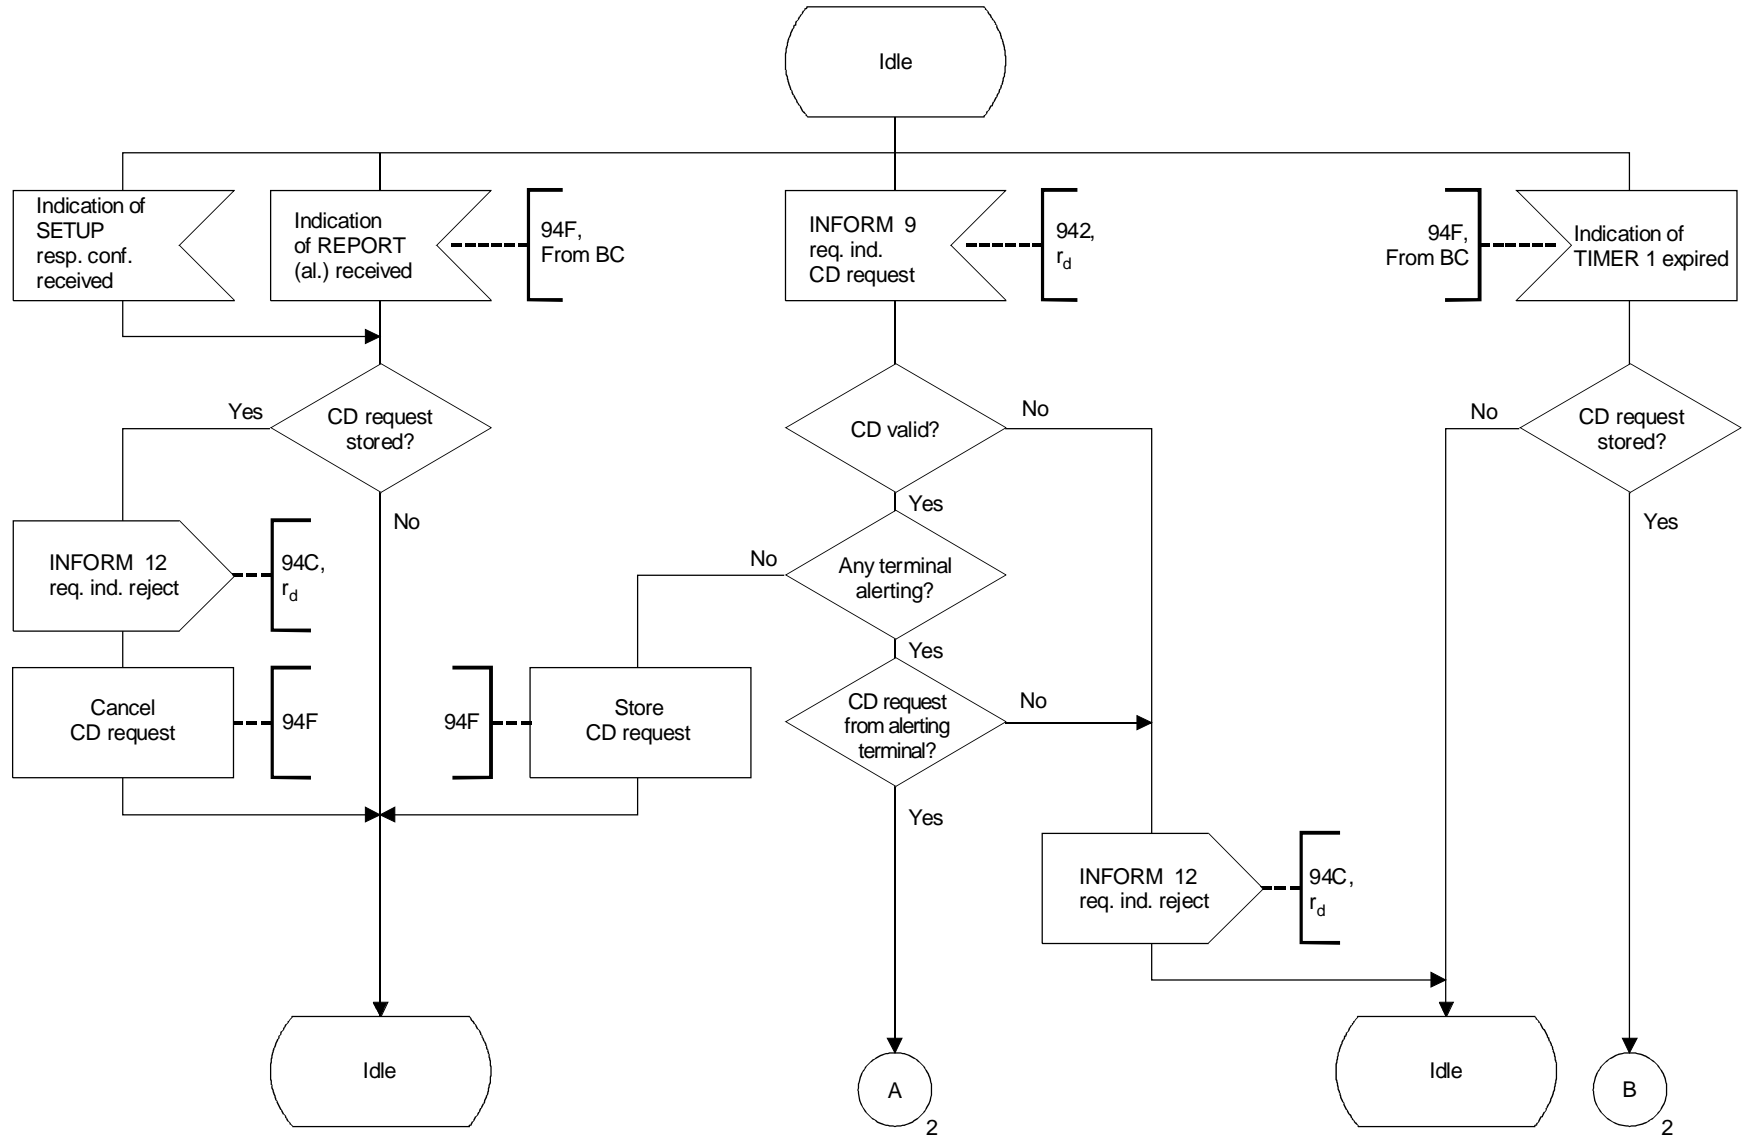 Idle
Indication of
SETUP
resp. conf.
received
Indication
of REPORT
(al.) received
94F,
From BC
INFORM 9
req. ind.
CD request
942,
rd
94F,
From BC
Indication of
TIMER 1 expired
Yes
CD request
stored?
No
CD valid?
No
Yes
No
CD request
stored?
Yes
INFORM 12
req. ind. reject
94C,
rd
No
Any terminal
alerting?
Yes
Cancel
CD request
94F
94F
Store
CD request
CD request
from alerting
terminal?
No
Yes
INFORM 12
req. ind. reject
94C,
rd
Idle
A
2
Idle
B
2